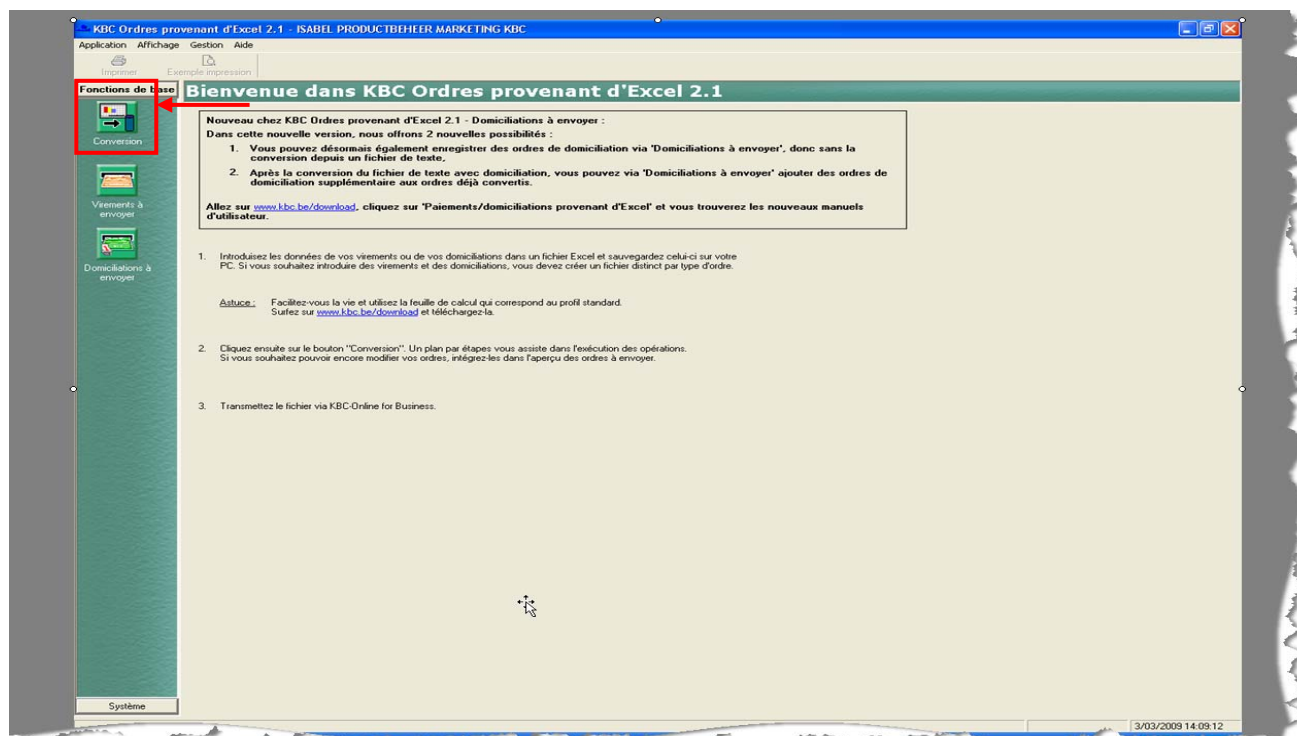 KBC Ordres provenant d'Excel 2.1 - ISABEL PRODUCTBEHEER MARKETING KBC
Application Affichage Gestion Aide
Imprimer Exemple impression
Fonctions de base
Bienvenue dans KBC Ordres provenant d'Excel 2.1
Conversion
Virements à
envoyer
Domiciliations à
envoyer
Nouveau chez KBC Ordres provenant d'Excel 2.1 - Domiciliations à envoyer :
Dans cette nouvelle version, nous offrons 2 nouvelles possibilités :
1. Vous pouvez désormais également enregistrer des ordres de domiciliation via 'Domiciliations à envoyer', donc sans la
conversion depuis un fichier de texte,
2. Après la conversion du fichier de texte avec domiciliation, vous pouvez via 'Domiciliations à envoyer' ajouter des ordres de
domiciliation supplémentaire aux ordres déjà convertis.
Allez sur www.kbc.be/download, cliquez sur 'Paiements/domiciliations provenant d'Excel' et vous trouverez les nouveaux manuels
d'utilisateur.
1. Introduisez les données de vos virements ou de vos domiciliations dans un fichier Excel et sauvegardez celui-ci sur votre
PC. Si vous souhaitez introduire des virements et des domiciliations, vous devez créer un fichier distinct par type d'ordre.
Astuce : Facilitez-vous la vie et utilisez la feuille de calcul qui correspond au profil standard.
Surfez sur www.kbc.be/download et téléchargez-la.
2. Cliquez ensuite sur le bouton "Conversion". Un plan par étapes vous assiste dans l'exécution des opérations.
Si vous souhaitez pouvoir encore modifier vos ordres, intégrez-les dans l'aperçu des ordres à envoyer.
3. Transmettez le fichier via KBC-Online for Business.
Système
3/03/2009 14:09:12